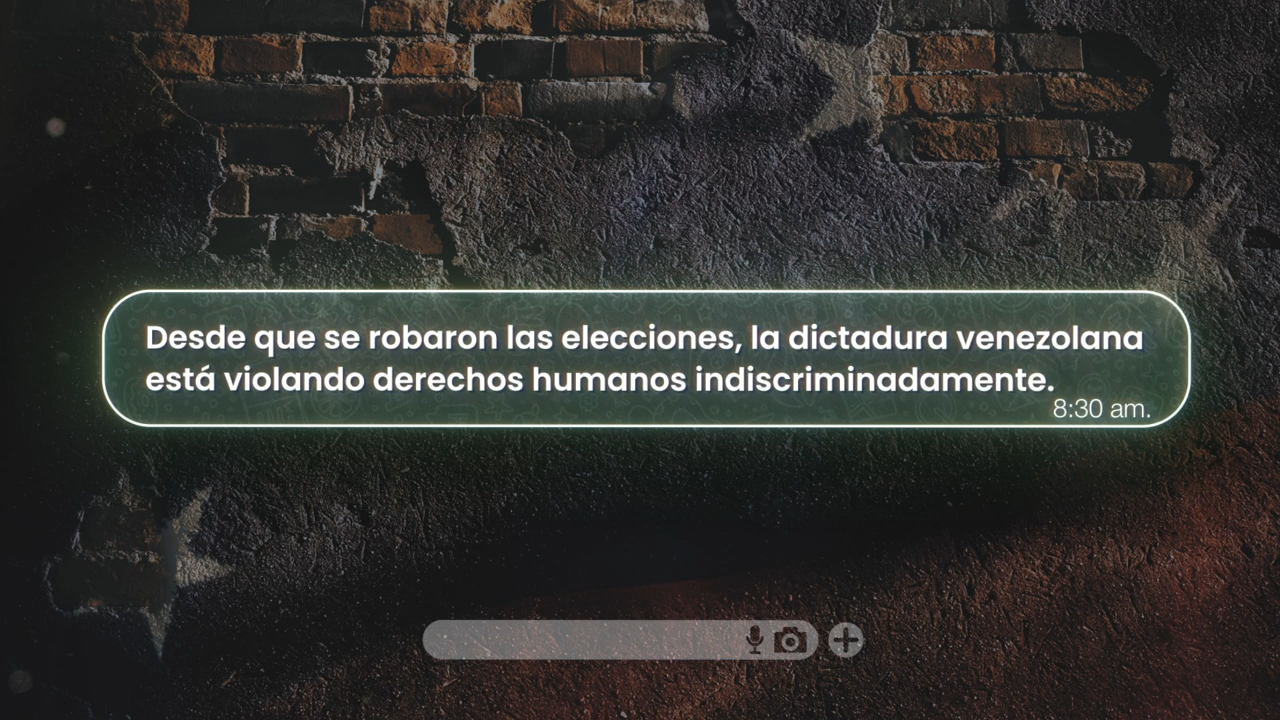 Desde que se robaron las elecciones, la dictadura venezolana
está violando derechos humanos indiscriminadamente.
8:30 am.